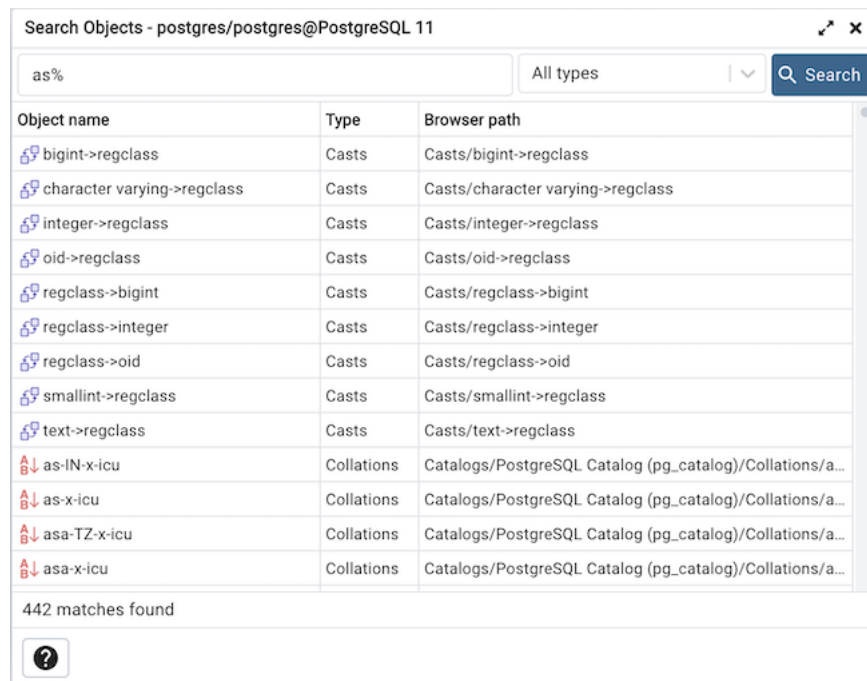 Search Objects - postgres/postgres@PostgreSQL 11
as% All types Search
Object name Type Browser path
bigint->regclass Casts Casts/bigint->regclass
character varying->regclass Casts Casts/character varying->regclass
integer->regclass Casts Casts/integer->regclass
oid->regclass Casts Casts/oid->regclass
regclass->bigint Casts Casts/regclass->bigint
regclass->integer Casts Casts/regclass->integer
regclass->oid Casts Casts/regclass->oid
smallint->regclass Casts Casts/smallint->regclass
text->regclass Casts Casts/text->regclass
as-IN-x-icu Collations Catalogs/PostgreSQL Catalog (pg_catalog)/Collations/a...
as-x-icu Collations Catalogs/PostgreSQL Catalog (pg_catalog)/Collations/a...
asa-TZ-x-icu Collations Catalogs/PostgreSQL Catalog (pg_catalog)/Collations/a...
asa-x-icu Collations Catalogs/PostgreSQL Catalog (pg_catalog)/Collations/a...
442 matches found
?